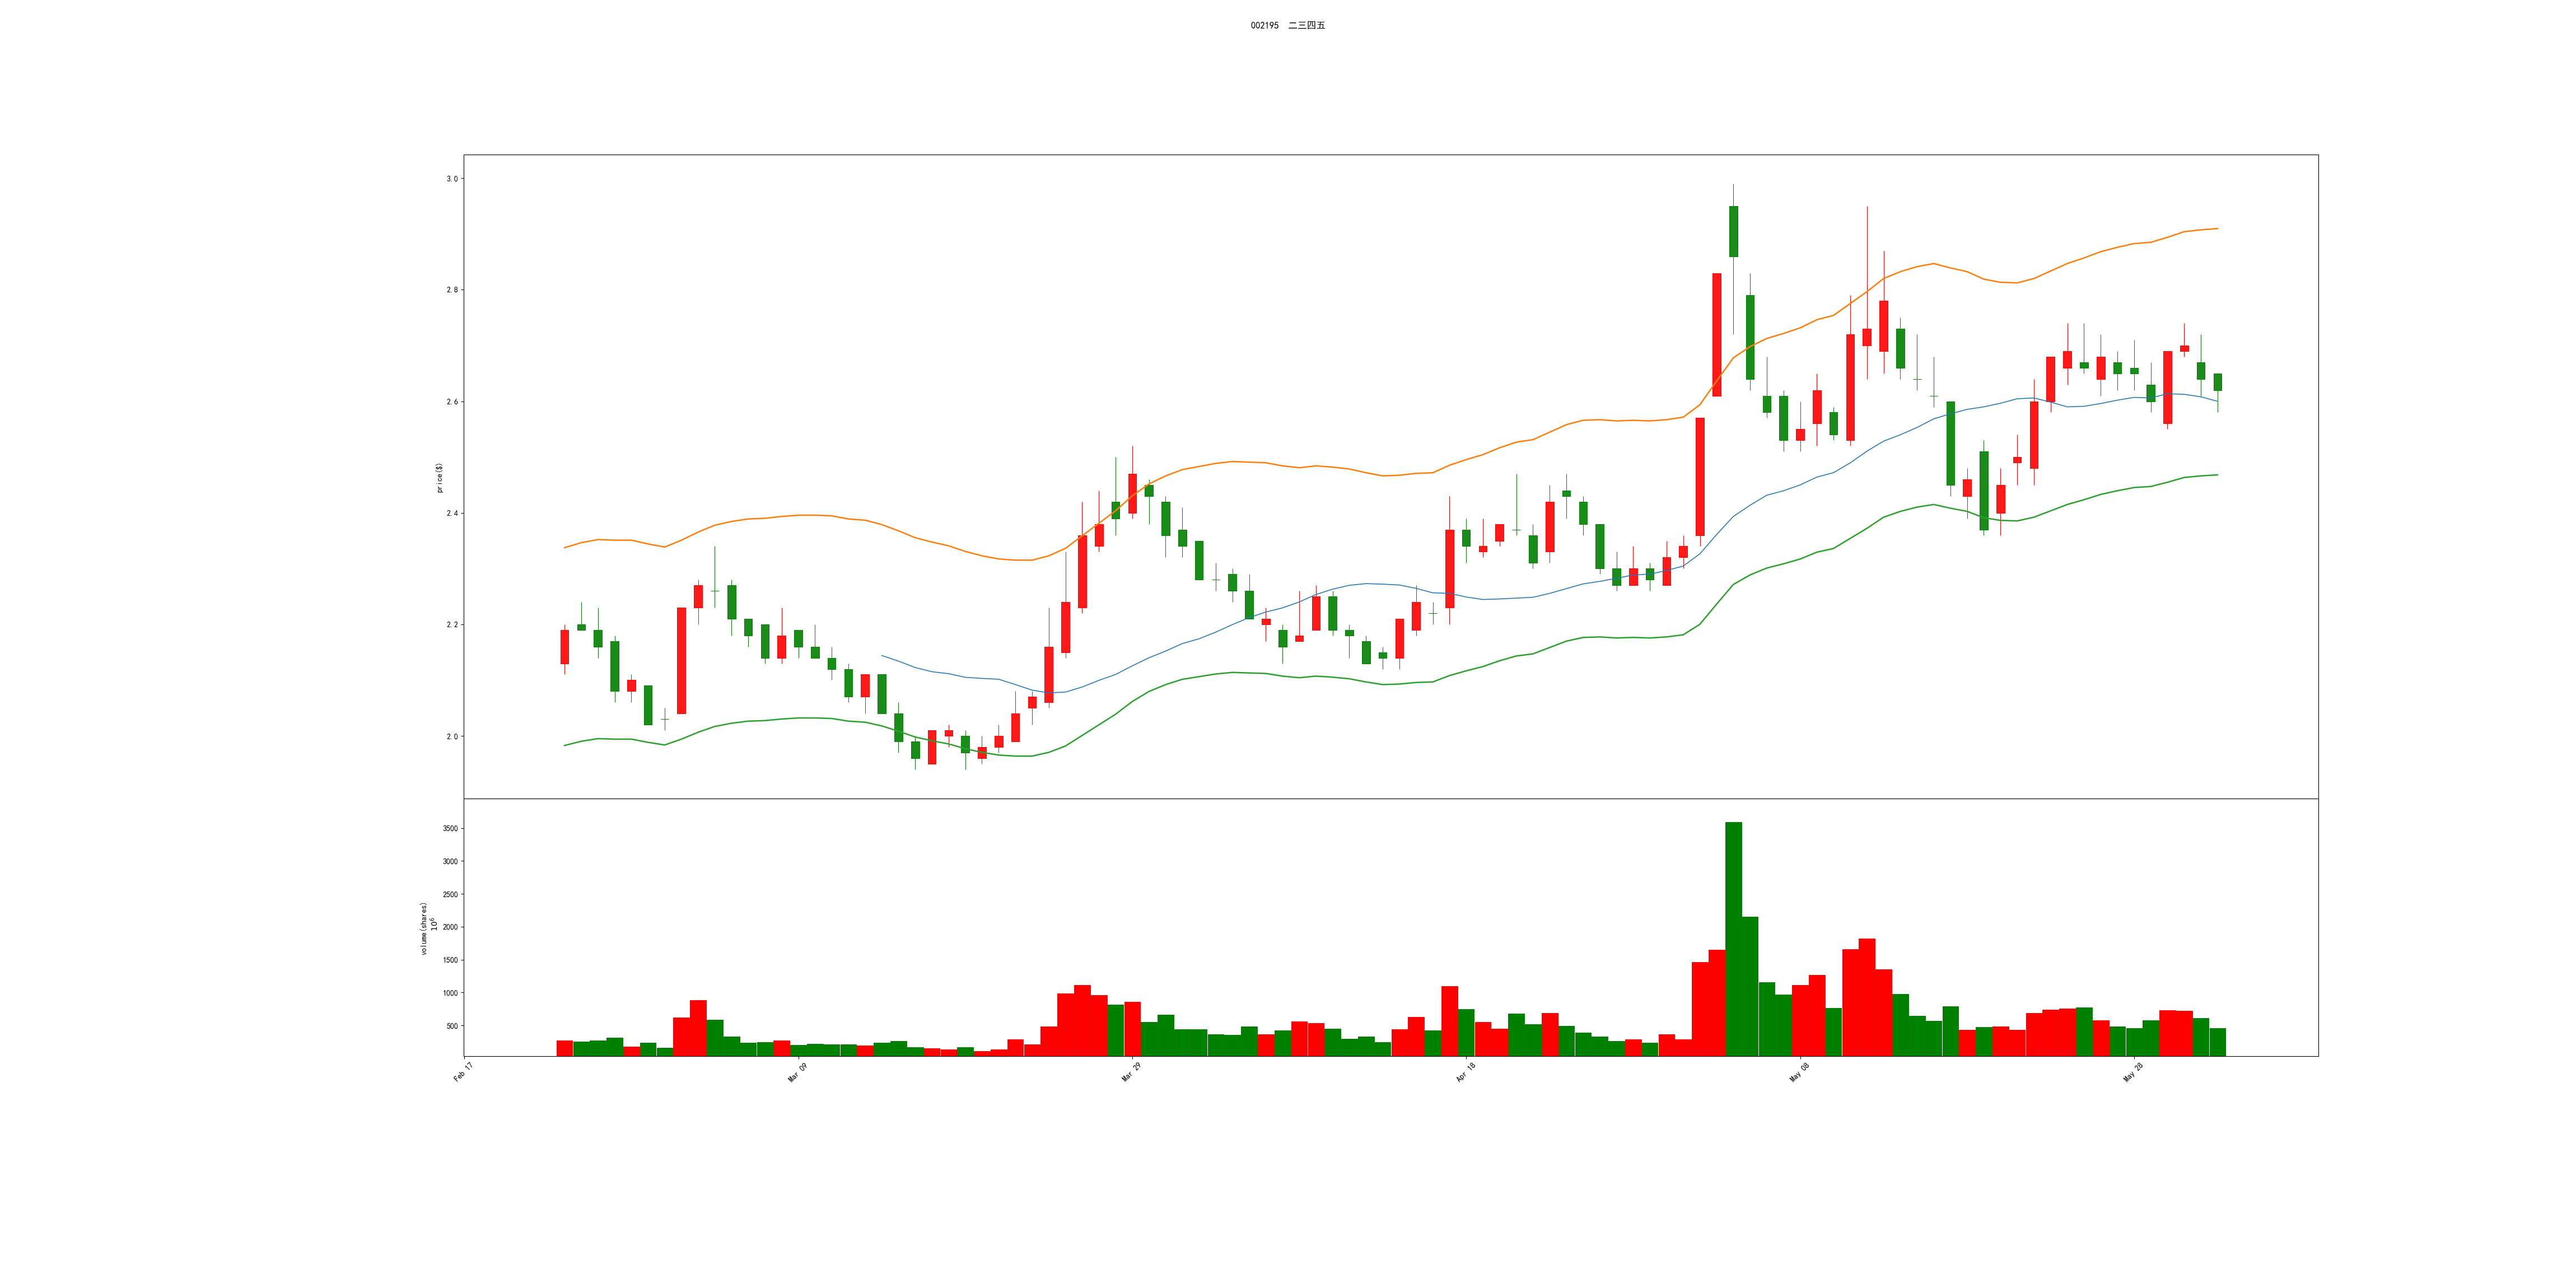 002195 二三四五
price($)
3.0
2.8
2.6
2.4
2.2
2.0
volume(shares)
10^6
3500
3000
2500
2000
1500
1000
500
Feb 17
Mar 09
Mar 29
Apr 18
May 08
May 28